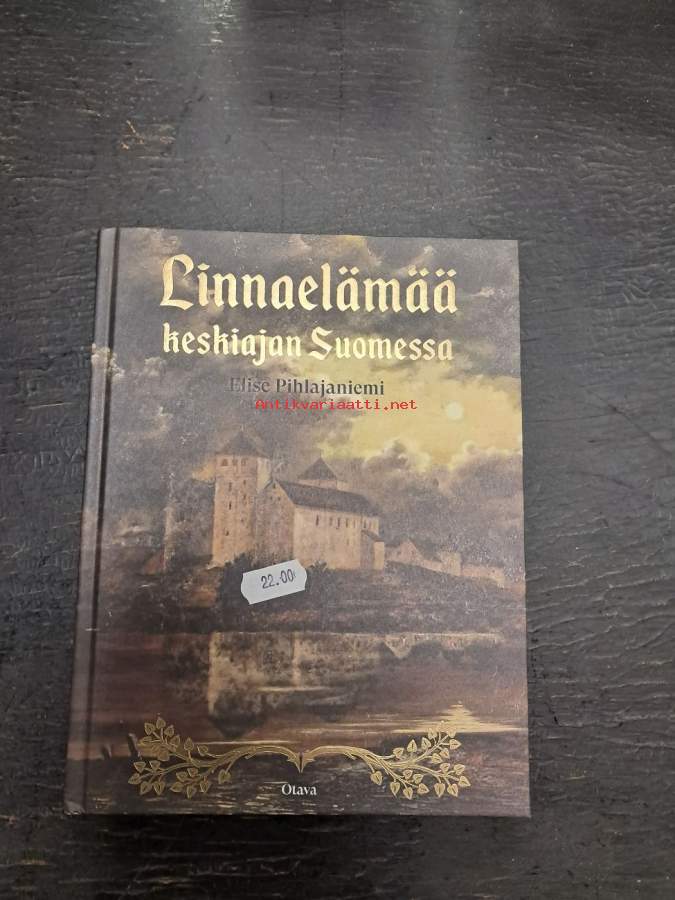 Linnaelämää
keskiajan Suomessa
Elise Pihlajaniemi
Antikvariaatti.net
22.00
Otava